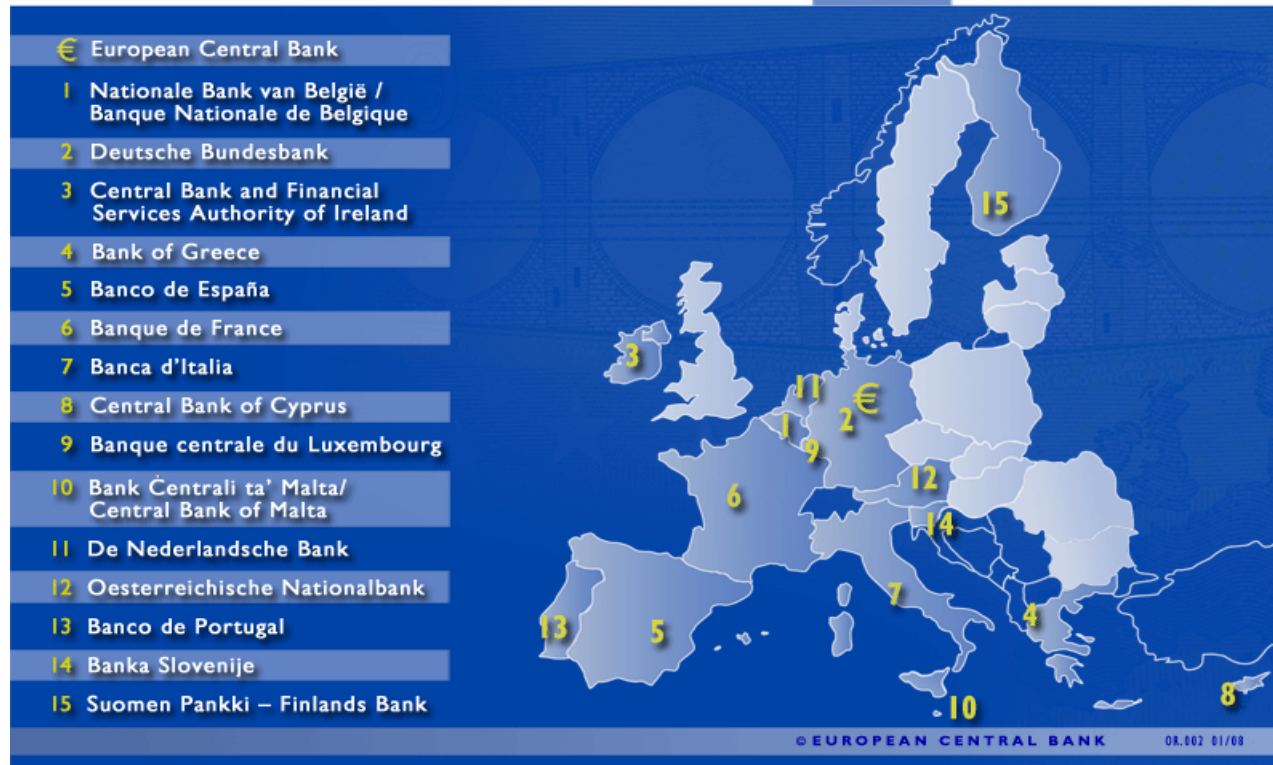 € European Central Bank
1 Nationale Bank van België /
Banque Nationale de Belgique
2 Deutsche Bundesbank
3 Central Bank and Financial
Services Authority of Ireland
4 Bank of Greece
5 Banco de España
6 Banque de France
7 Banca d'Italia
8 Central Bank of Cyprus
9 Banque centrale du Luxembourg
10 Bank Ċentrali ta' Malta/
Central Bank of Malta
11 De Nederlandsche Bank
12 Oesterreichische Nationalbank
13 Banco de Portugal
14 Banka Slovenije
15 Suomen Pankki – Finlands Bank
15
3
11
€
1
2
9
12
6
14
7
4
13
5
8
10
© EUROPEAN CENTRAL BANK OR.002 01/08